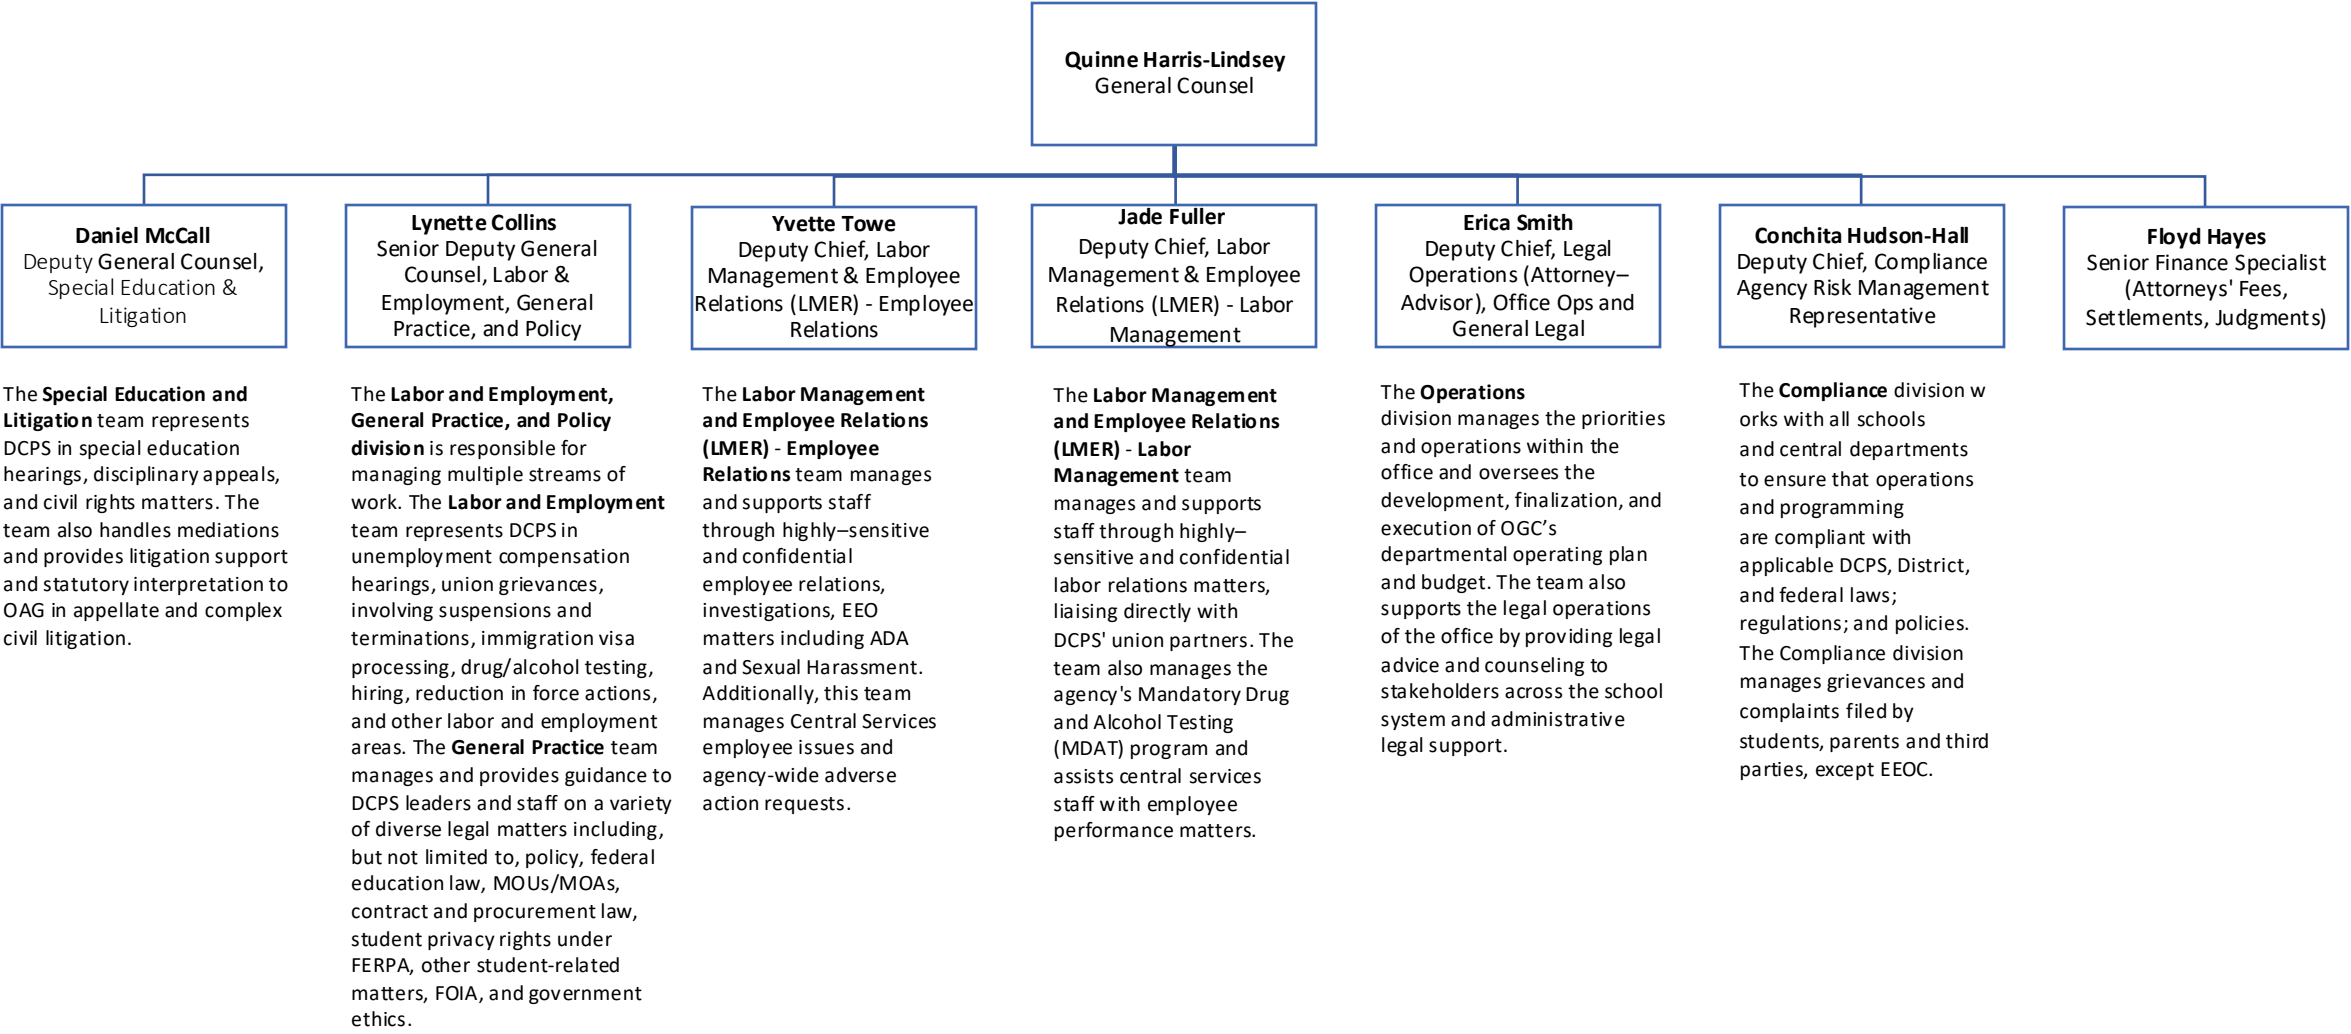 Quinne Harris-Lindsey
General Counsel
Daniel McCall
Deputy General Counsel,
Special Education &
Litigation
Lynette Collins
Senior Deputy General
Counsel, Labor &
Employment, General
Practice, and Policy
Yvette Towe
Deputy Chief, Labor
Management & Employee
Relations (LMER) - Employee
Relations
Jade Fuller
Deputy Chief, Labor
Management & Employee
Relations (LMER) - Labor
Management
Erica Smith
Deputy Chief, Legal
Operations (Attorney–
Advisor), Office Ops and
General Legal
Conchita Hudson-Hall
Deputy Chief, Compliance
Agency Risk Management
Representative
Floyd Hayes
Senior Finance Specialist
(Attorneys' Fees,
Settlements, Judgments)
The Special Education and
Litigation team represents
DCPS in special education
hearings, disciplinary appeals,
and civil rights matters. The
team also handles mediations
and provides litigation support
and statutory interpretation to
OAG in appellate and complex
civil litigation.
The Labor and Employment,
General Practice, and Policy
division is responsible for
managing multiple streams of
work. The Labor and Employment
team represents DCPS in
unemployment compensation
hearings, union grievances,
involving suspensions and
terminations, immigration visa
processing, drug/alcohol testing,
hiring, reduction in force actions,
and other labor and employment
areas. The General Practice team
manages and provides guidance to
DCPS leaders and staff on a variety
of diverse legal matters including,
but not limited to, policy, federal
education law, MOUs/MOAs,
contract and procurement law,
student privacy rights under
FERPA, other student-related
matters, FOIA, and government
ethics.
The Labor Management
and Employee Relations
(LMER) - Employee
Relations team manages
and supports staff
through highly–sensitive
and confidential
employee relations,
investigations, EEO
matters including ADA
and Sexual Harassment.
Additionally, this team
manages Central Services
employee issues and
agency-wide adverse
action requests.
The Labor Management
and Employee Relations
(LMER) - Labor
Management team
manages and supports
staff through highly–
sensitive and confidential
labor relations matters,
liaising directly with
DCPS' union partners. The
team also manages the
agency's Mandatory Drug
and Alcohol Testing
(MDAT) program and
assists central services
staff with employee
performance matters.
The Operations
division manages the priorities
and operations within the
office and oversees the
development, finalization, and
execution of OGC’s
departmental operating plan
and budget. The team also
supports the legal operations
of the office by providing legal
advice and counseling to
stakeholders across the school
system and administrative
legal support.
The Compliance division w
orks with all schools
and central departments
to ensure that operations
and programming
are compliant with
applicable DCPS, District,
and federal laws;
regulations; and policies.
The Compliance division
manages grievances and
complaints filed by
students, parents and third
parties, except EEOC.